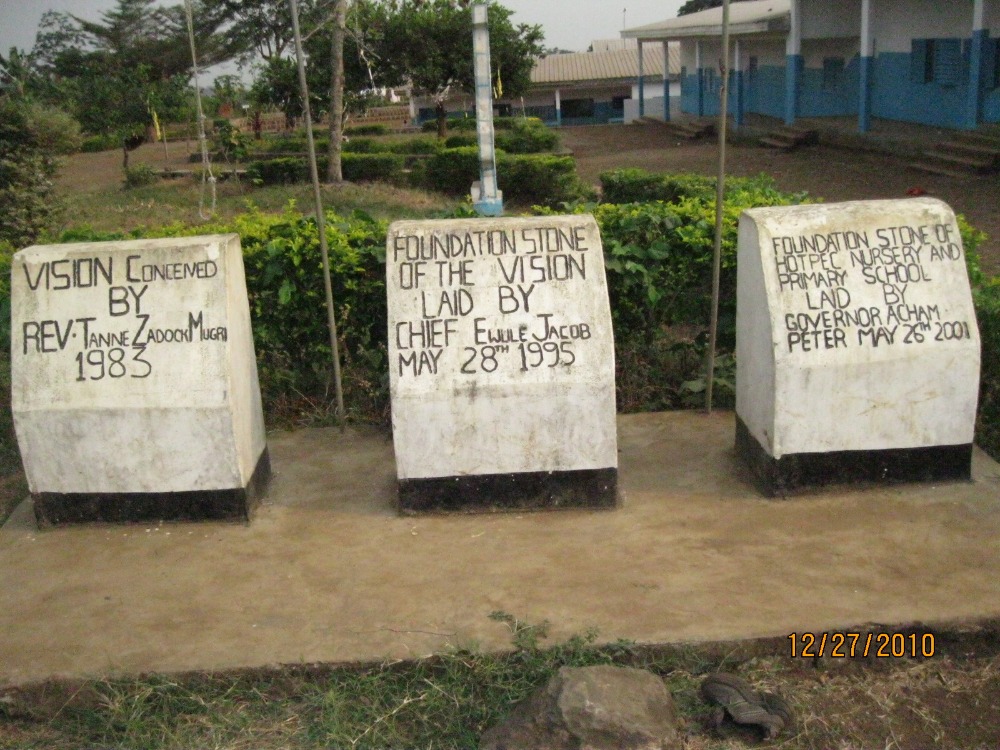 VISION CONCENED
BY
REV. TANNE ZADOCK MUGRI
1983
FOUNDATION STONE
OF THE VISION
LAID BY
CHIEF EWULE JACOB
MAY 28TH 1995
FOUNDATION STONE OF
HOTPEC NURSERY AND
PRIMARY SCHOOL
LAID BY
GOVERNOR ACHAM
PETER MAY 26TH 2001
12/27/2010